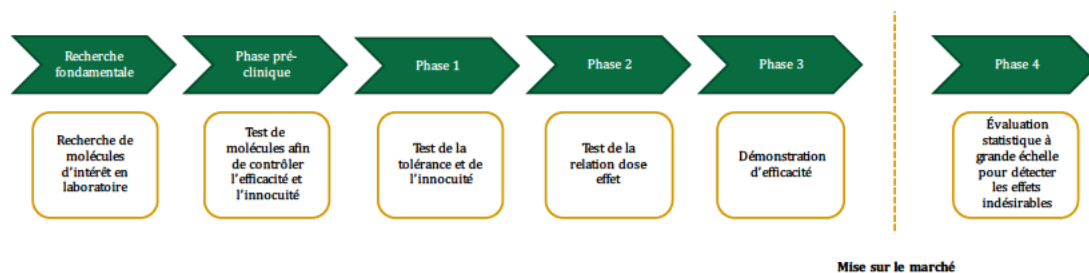 Recherche
fondamentale
Phase pré-
clinique
Phase 1
Phase 2
Phase 3
Phase 4
Recherche de
molécules
d'intérêt en
laboratoire
Test de
molécules afin
de contrôler
l'efficacité et
l'innocuité
Test de la
tolérance et de
l'innocuité
Test de la
relation dose
effet
Démonstration
d'efficacité
Évaluation
statistique à
grande échelle
pour détecter
les effets
indésirables
Mise sur le marché